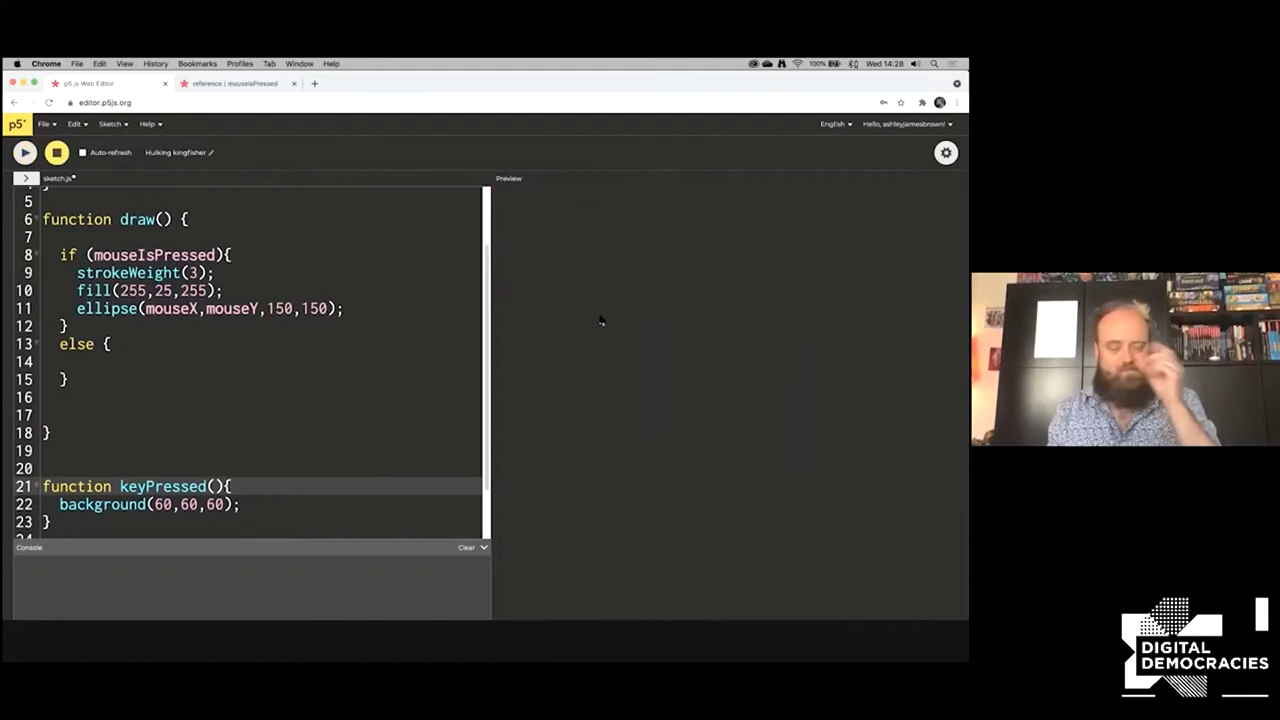 Chrome File Edit View History Bookmarks Profiles Tab Window Help 100% Wed 14:28
p5.js Web Editor reference | mouseIsPressed
editor.p5js.org
p5* File Edit Sketch Help English Hello, ashleyjamesbrown!
Auto-refresh Hulking kingfisher
sketch.js Preview
5
6 function draw() {
7
8 if (mouseIsPressed){
9 strokeWeight(3);
10 fill(255,25,255);
11 ellipse(mouseX,mouseY,150,150);
12 }
13 else {
14
15 }
16
17
18 }
19
20
21 function keyPressed(){
22 background(60,60,60);
23 }
Console Clear
DIGITAL
DEMOCRACIES